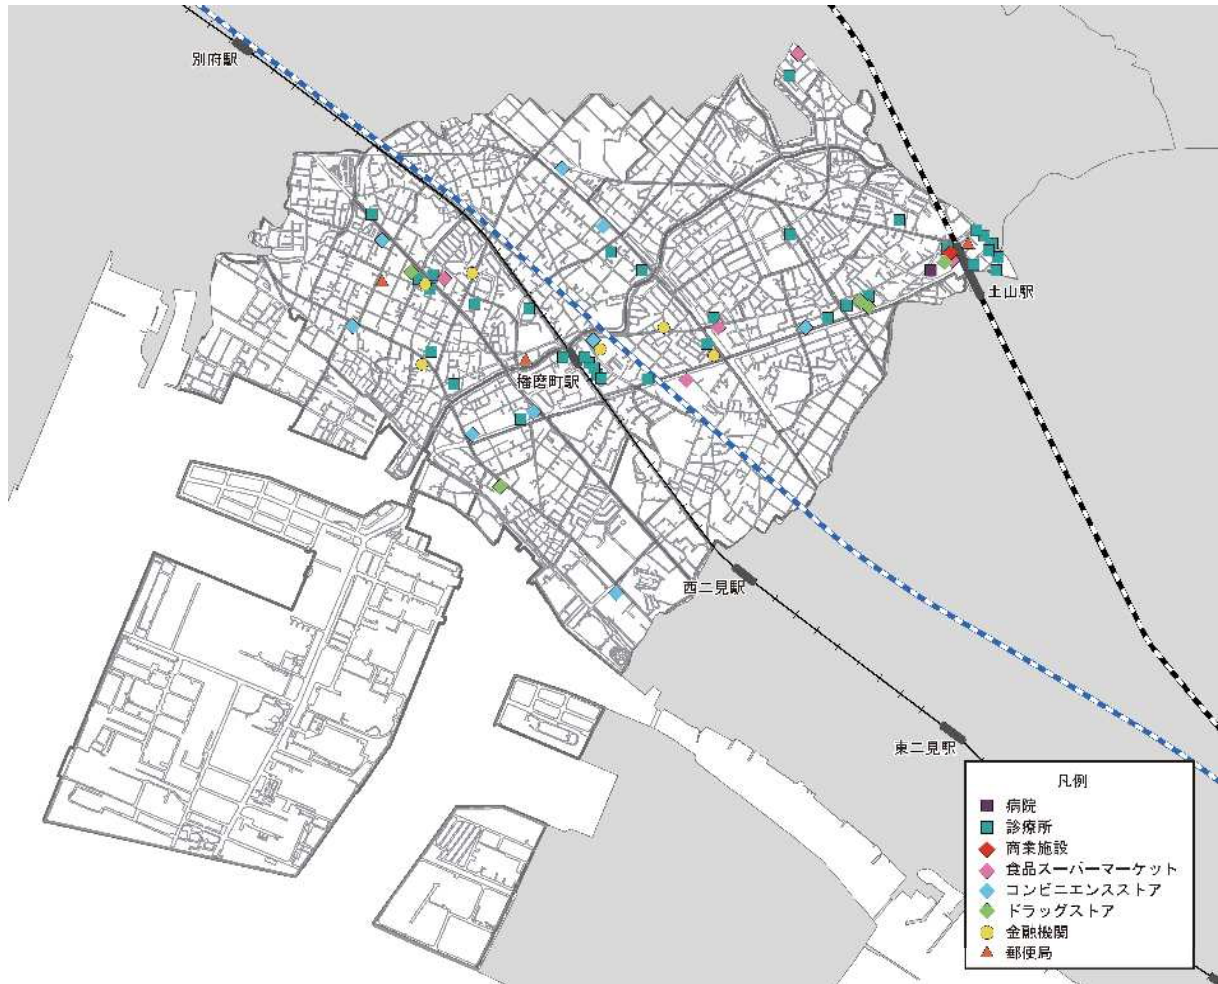 別府駅
土山駅
播磨町駅
西二見駅
東二見駅
凡例
病院
診療所
商業施設
食品スーパーマーケット
コンビニエンスストア
ドラッグストア
金融機関
郵便局